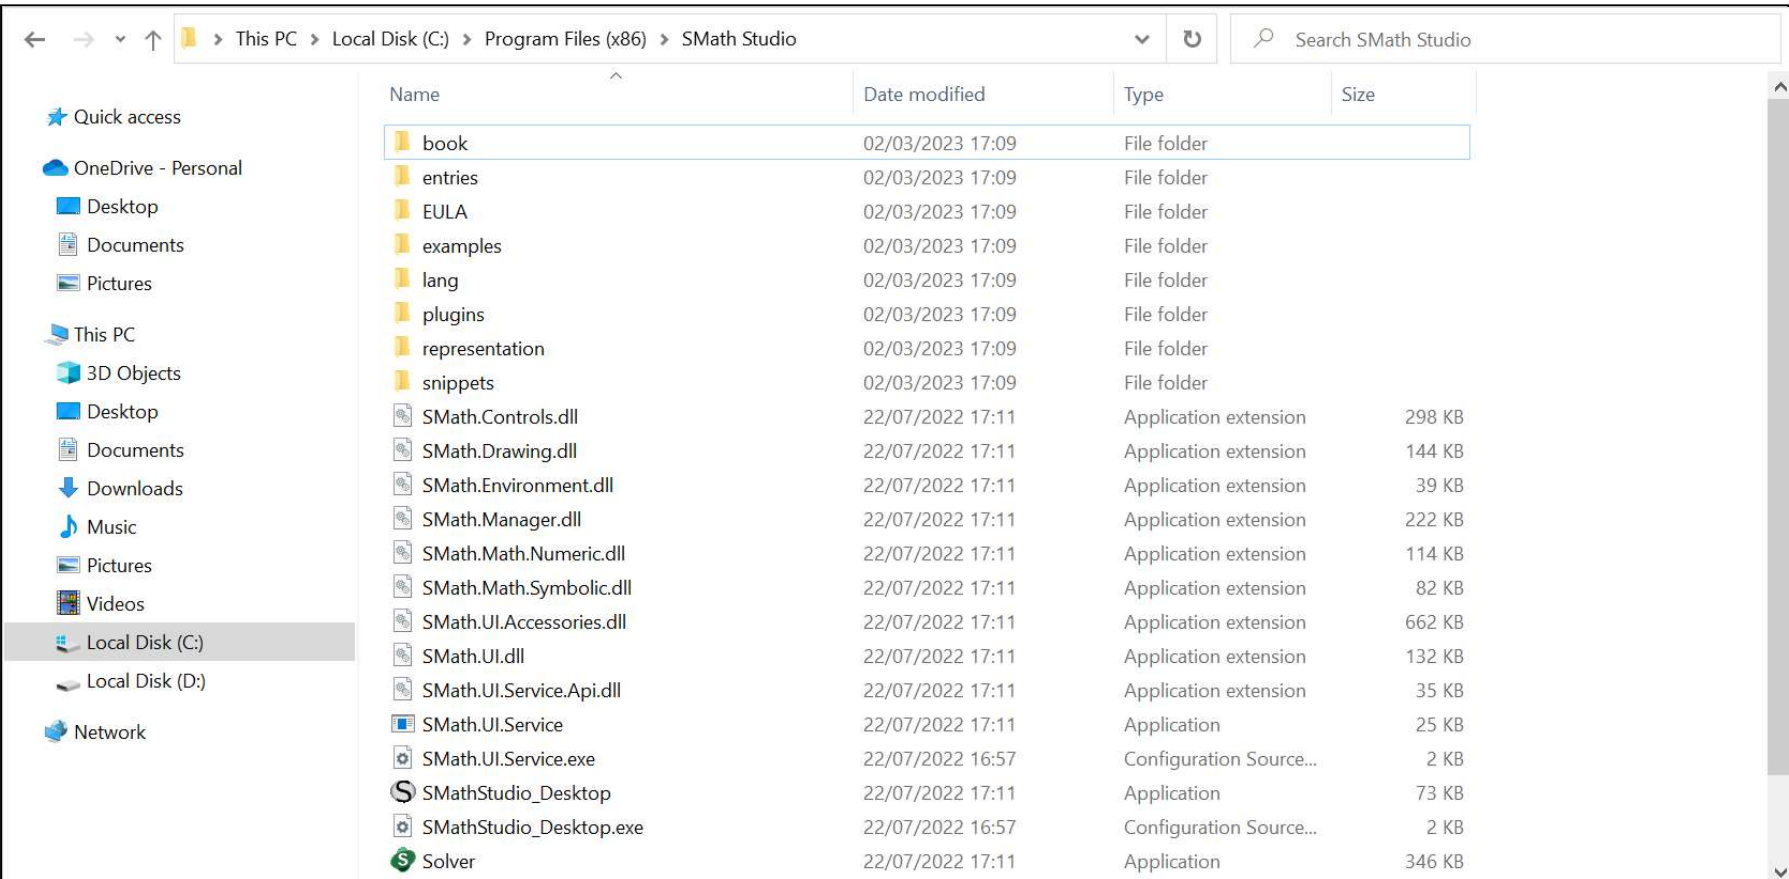 This PC > Local Disk (C:) > Program Files (x86) > SMath Studio
Search SMath Studio
Quick access
OneDrive - Personal
Desktop
Documents
Pictures
This PC
3D Objects
Desktop
Documents
Downloads
Music
Pictures
Videos
Local Disk (C:)
Local Disk (D:)
Network
Name Date modified Type Size
book 02/03/2023 17:09 File folder
entries 02/03/2023 17:09 File folder
EULA 02/03/2023 17:09 File folder
examples 02/03/2023 17:09 File folder
lang 02/03/2023 17:09 File folder
plugins 02/03/2023 17:09 File folder
representation 02/03/2023 17:09 File folder
snippets 02/03/2023 17:09 File folder
SMath.Controls.dll 22/07/2022 17:11 Application extension 298 KB
SMath.Drawing.dll 22/07/2022 17:11 Application extension 144 KB
SMath.Environment.dll 22/07/2022 17:11 Application extension 39 KB
SMath.Manager.dll 22/07/2022 17:11 Application extension 222 KB
SMath.Math.Numeric.dll 22/07/2022 17:11 Application extension 114 KB
SMath.Math.Symbolic.dll 22/07/2022 17:11 Application extension 82 KB
SMath.UI.Accessories.dll 22/07/2022 17:11 Application extension 662 KB
SMath.UI.dll 22/07/2022 17:11 Application extension 132 KB
SMath.UI.Service.Api.dll 22/07/2022 17:11 Application extension 35 KB
SMath.UI.Service 22/07/2022 17:11 Application 25 KB
SMath.UI.Service.exe 22/07/2022 16:57 Configuration Source... 2 KB
SMathStudio_Desktop 22/07/2022 17:11 Application 73 KB
SMathStudio_Desktop.exe 22/07/2022 16:57 Configuration Source... 2 KB
Solver 22/07/2022 17:11 Application 346 KB